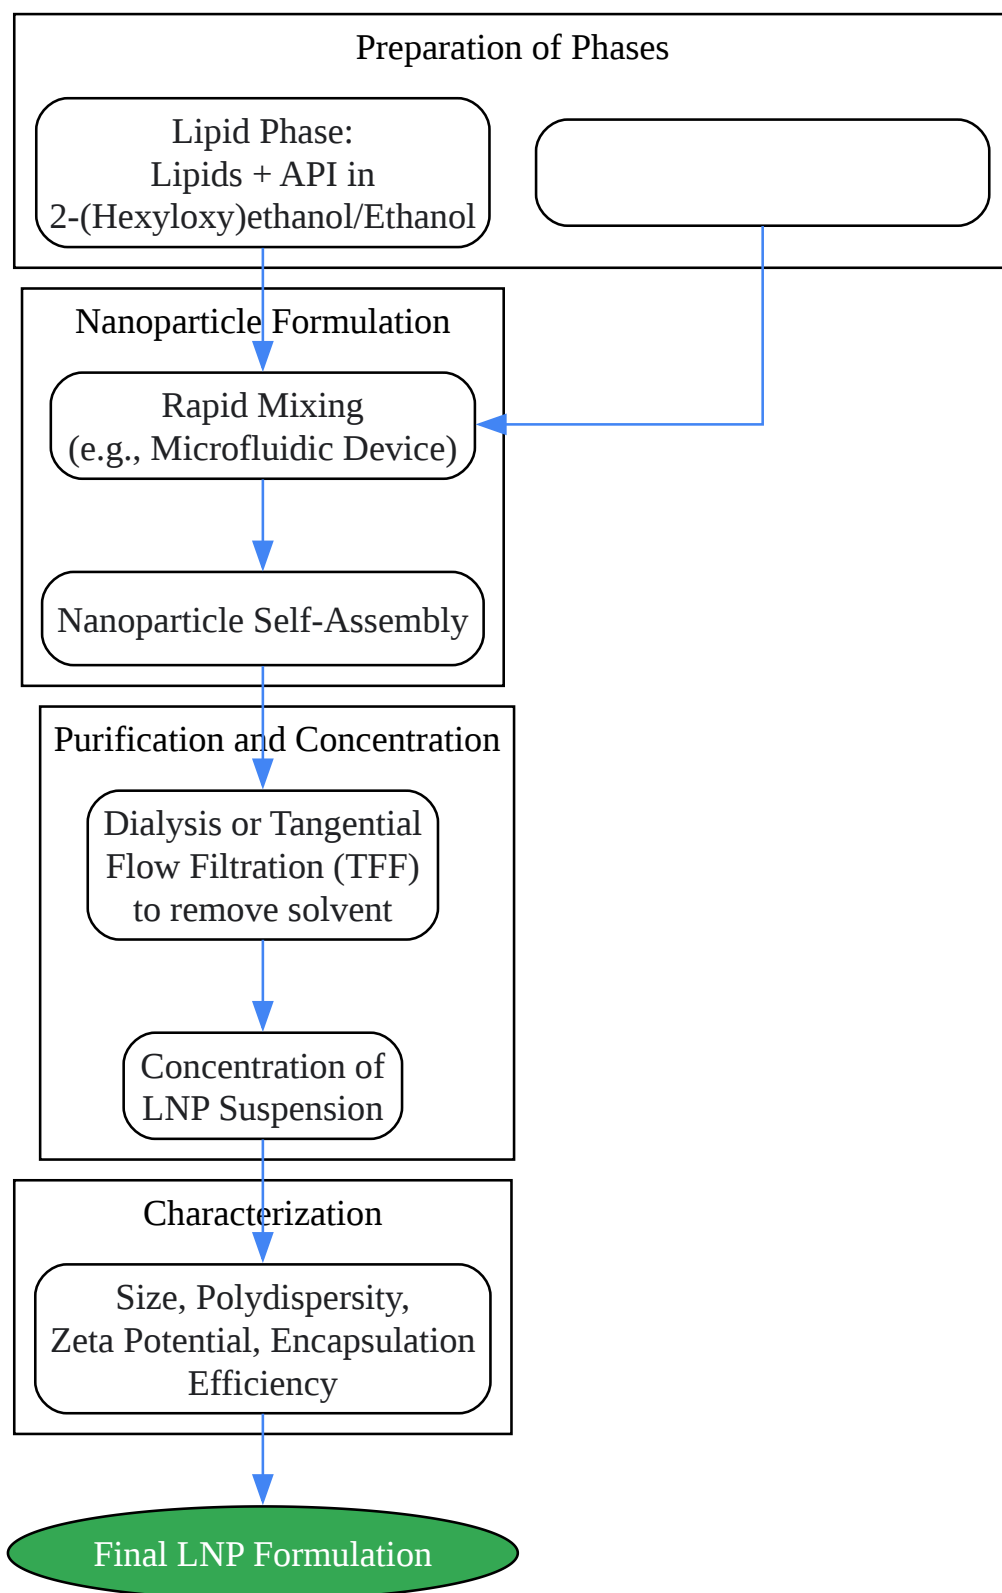 Preparation of Phases
Lipid Phase:
Lipids + API in
2-(Hexyloxy)ethanol/Ethanol
Nanoparticle Formulation
Rapid Mixing
(e.g., Microfluidic Device)
Nanoparticle Self-Assembly
Purification and Concentration
Dialysis or Tangential
Flow Filtration (TFF)
to remove solvent
Concentration of
LNP Suspension
Characterization
Size, Polydispersity,
Zeta Potential, Encapsulation
Efficiency
Final LNP Formulation